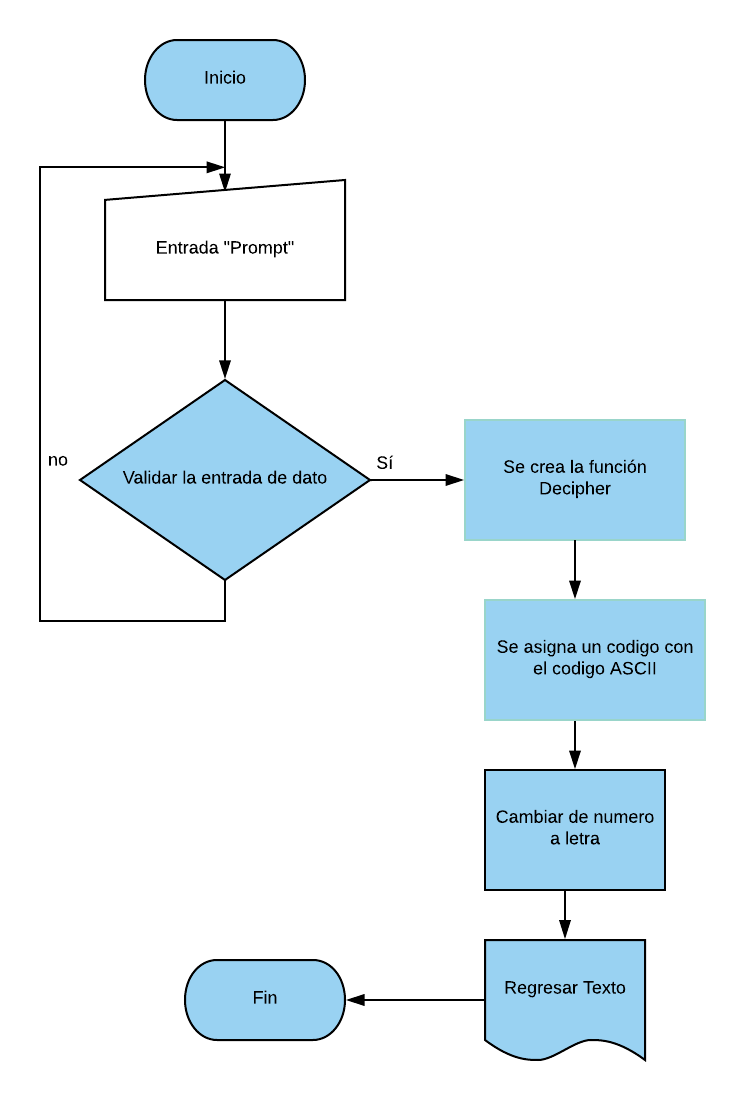 Inicio
Entrada "Prompt"
Validar la entrada de dato
no
Sí
Se crea la función
Decipher
Se asigna un codigo con
el codigo ASCII
Cambiar de numero
a letra
Regresar Texto
Fin